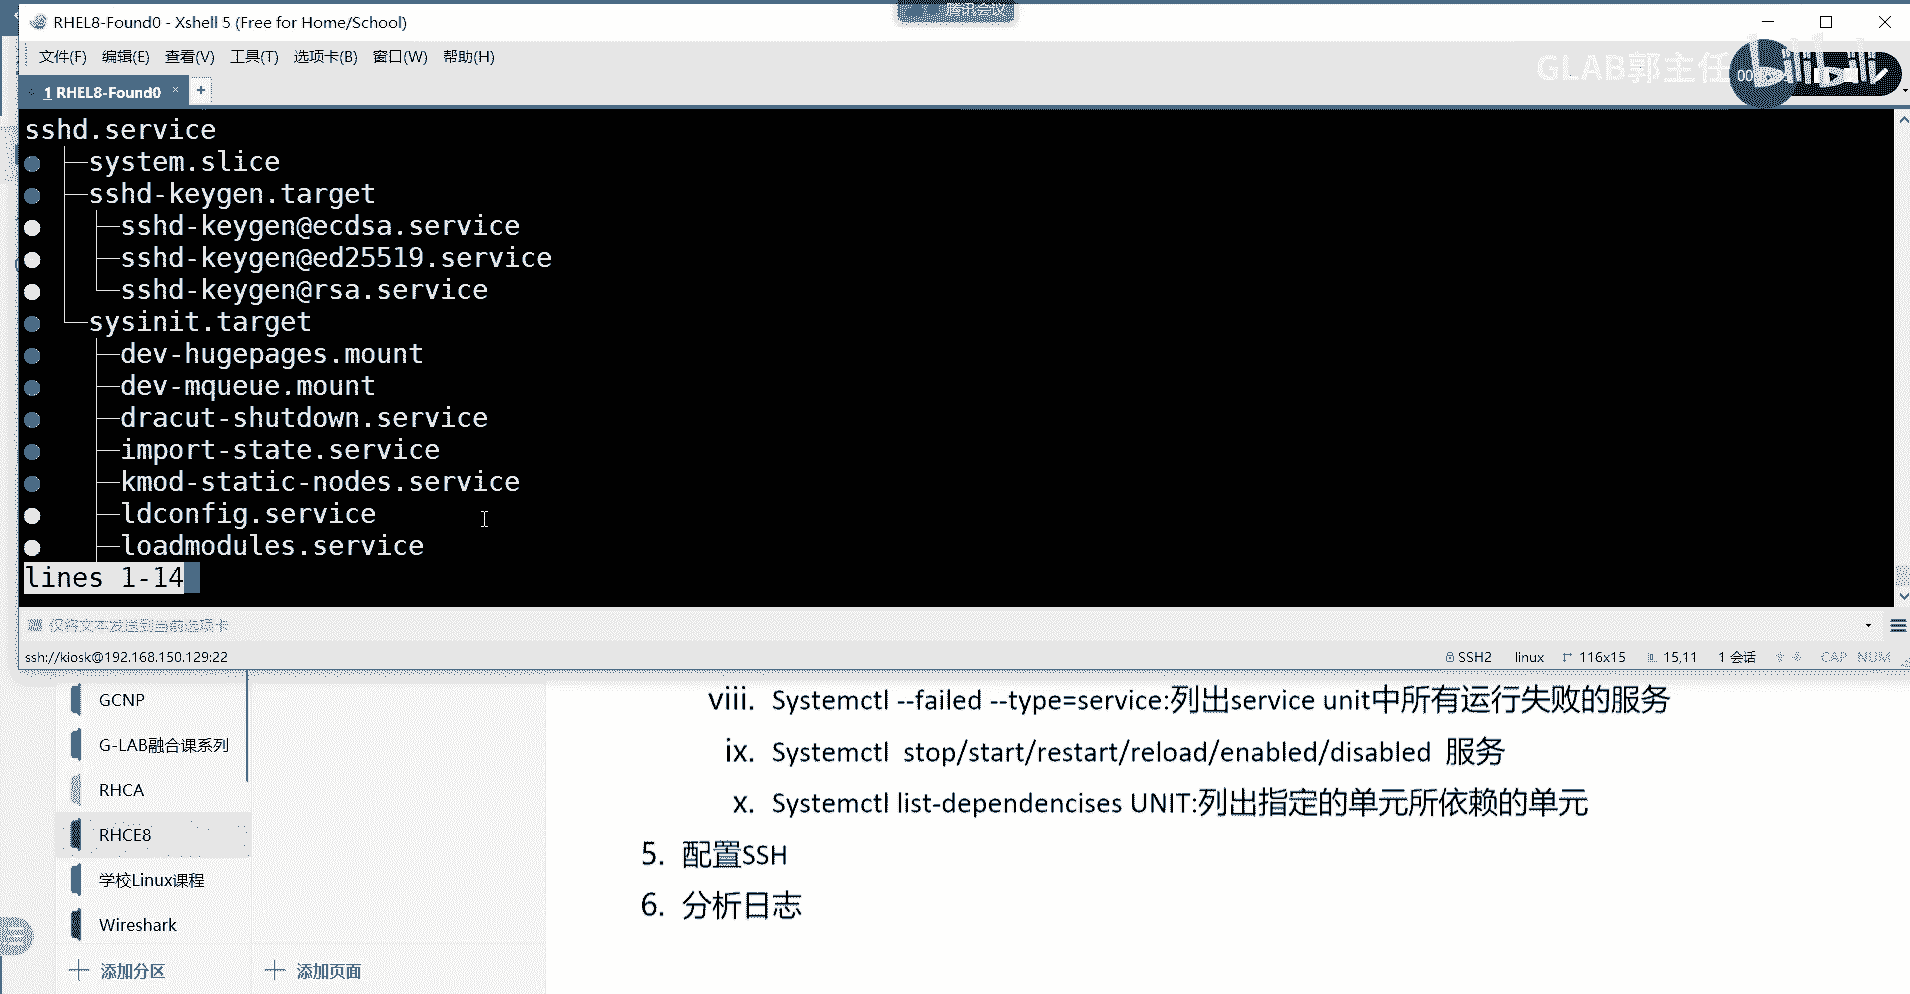 腾讯会议
RHEL8-Found0 - Xshell 5 (Free for Home/School)
文件(F) 编辑(E) 查看(V) 工具(T) 选项卡(B) 窗口(W) 帮助(H)
GLAB郭主任
bilibili
00
1 RHEL8-Found0 × +
sshd.service
● ├─system.slice
● ├─sshd-keygen.target
● │ ├─sshd-keygen@ecdsa.service
● │ ├─sshd-keygen@ed25519.service
● │ └─sshd-keygen@rsa.service
● └─sysinit.target
●   ├─dev-hugepages.mount
●   ├─dev-mqueue.mount
●   ├─dracut-shutdown.service
●   ├─import-state.service
●   ├─kmod-static-nodes.service
●   ├─ldconfig.service
●   ├─loadmodules.service
lines 1-14
仅将文本发送到当前选项卡
ssh://kiosk@192.168.150.129:22 SSH2 linux 116x15 15,11 1 会话 CAP NUM
GCNP
G-LAB融合课系列
RHCA
RHCE8
学校Linux课程
Wireshark
添加分区 添加页面
viii. Systemctl --failed --type=service:列出service unit中所有运行失败的服务
ix. Systemctl stop/start/restart/reload/enabled/disabled 服务
x. Systemctl list-dependencises UNIT:列出指定的单元所依赖的单元
5. 配置SSH
6. 分析日志